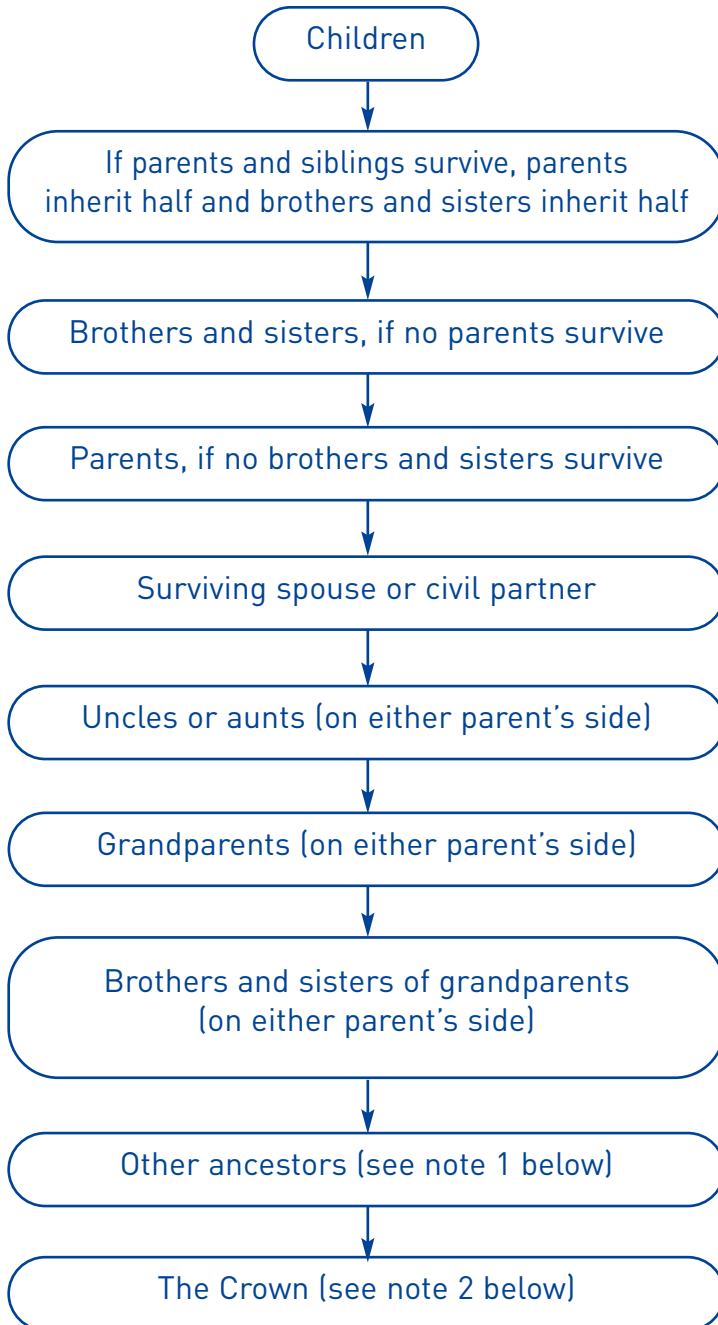 Children
If parents and siblings survive, parents
inherit half and brothers and sisters inherit half
Brothers and sisters, if no parents survive
Parents, if no brothers and sisters survive
Surviving spouse or civil partner
Uncles or aunts (on either parent’s side)
Grandparents (on either parent’s side)
Brothers and sisters of grandparents
(on either parent’s side)
Other ancestors (see note 1 below)
The Crown (see note 2 below)